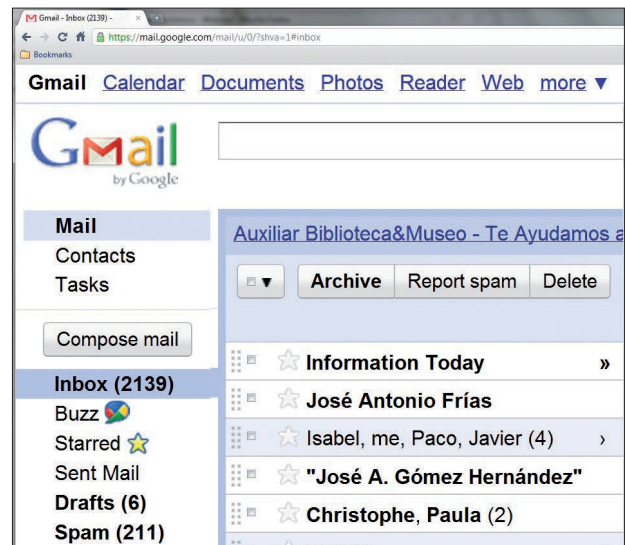 Gmail - Inbox (2139) -
https://mail.google.com/mail/u/0/?shva=1#inbox
Bookmarks
Gmail Calendar Documents Photos Reader Web more ▼
Gmail
by Google
Mail
Contacts
Tasks
Compose mail
Inbox (2139)
Buzz
Starred
Sent Mail
Drafts (6)
Spam (211)
Auxiliar Biblioteca&Museo - Te Ayudamos a
Archive Report spam Delete
Information Today »
José Antonio Frías
Isabel, me, Paco, Javier (4) ›
"José A. Gómez Hernández"
Christophe, Paula (2)